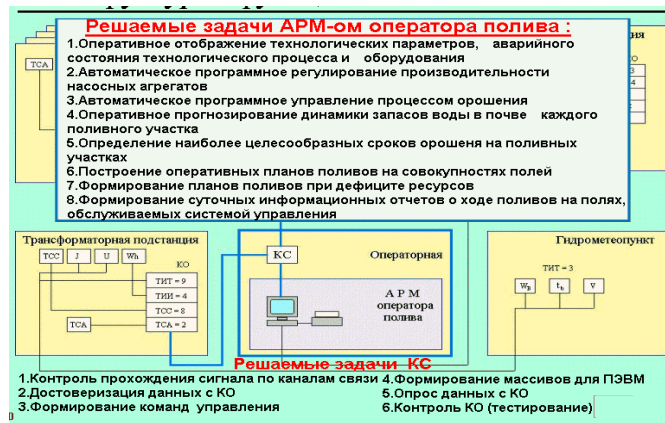 Решаемые задачи АРМ-ом оператора полива :
1.Оперативное отображение технологических параметров, аварийного
состояния технологического процесса и оборудования
2.Автоматическое программное регулирование производительности
насосных агрегатов
3.Автоматическое программное управление процессом орошения
4.Оперативное прогнозирование динамики запасов воды в почве каждого
поливного участка
5.Определение наиболее целесообразных сроков орошеня на поливных
участках
6.Построение оперативных планов поливов на совокупностях полей
7.Формирование планов поливов при дефиците ресурсов
8.Формирование суточных информационных отчетов о ходе поливов на полях,
обслуживаемых системой управления
ТСА
Трансформаторная подстанция
ТСС J U Wh
КО
ТИТ = 9
ТИИ = 4
ТСС = 8
ТСА = 2
ТСА
КС
Операторная
А Р М
оператора
полива
Гидрометеопункт
ТИТ = 3
V
Решаемые задачи КС
1.Контроль прохождения сигнала по каналам связи
2.Достоверизация данных с КО
3.Формирование команд управления
4.Формирование массивов для ПЭВМ
5.Опрос данных с КО
6.Контроль КО (тестирование)